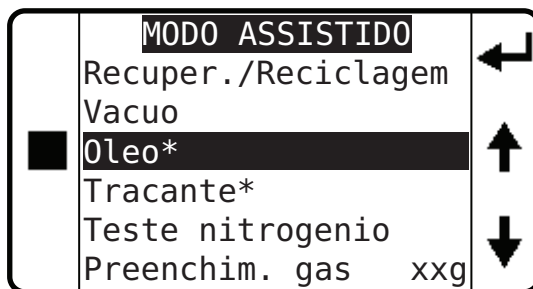 MODO ASSISTIDO
Recuper./Reciclagem
Vacuo
Oleo*
Tracante*
Teste nitrogenio
Preenchim. gas xxg